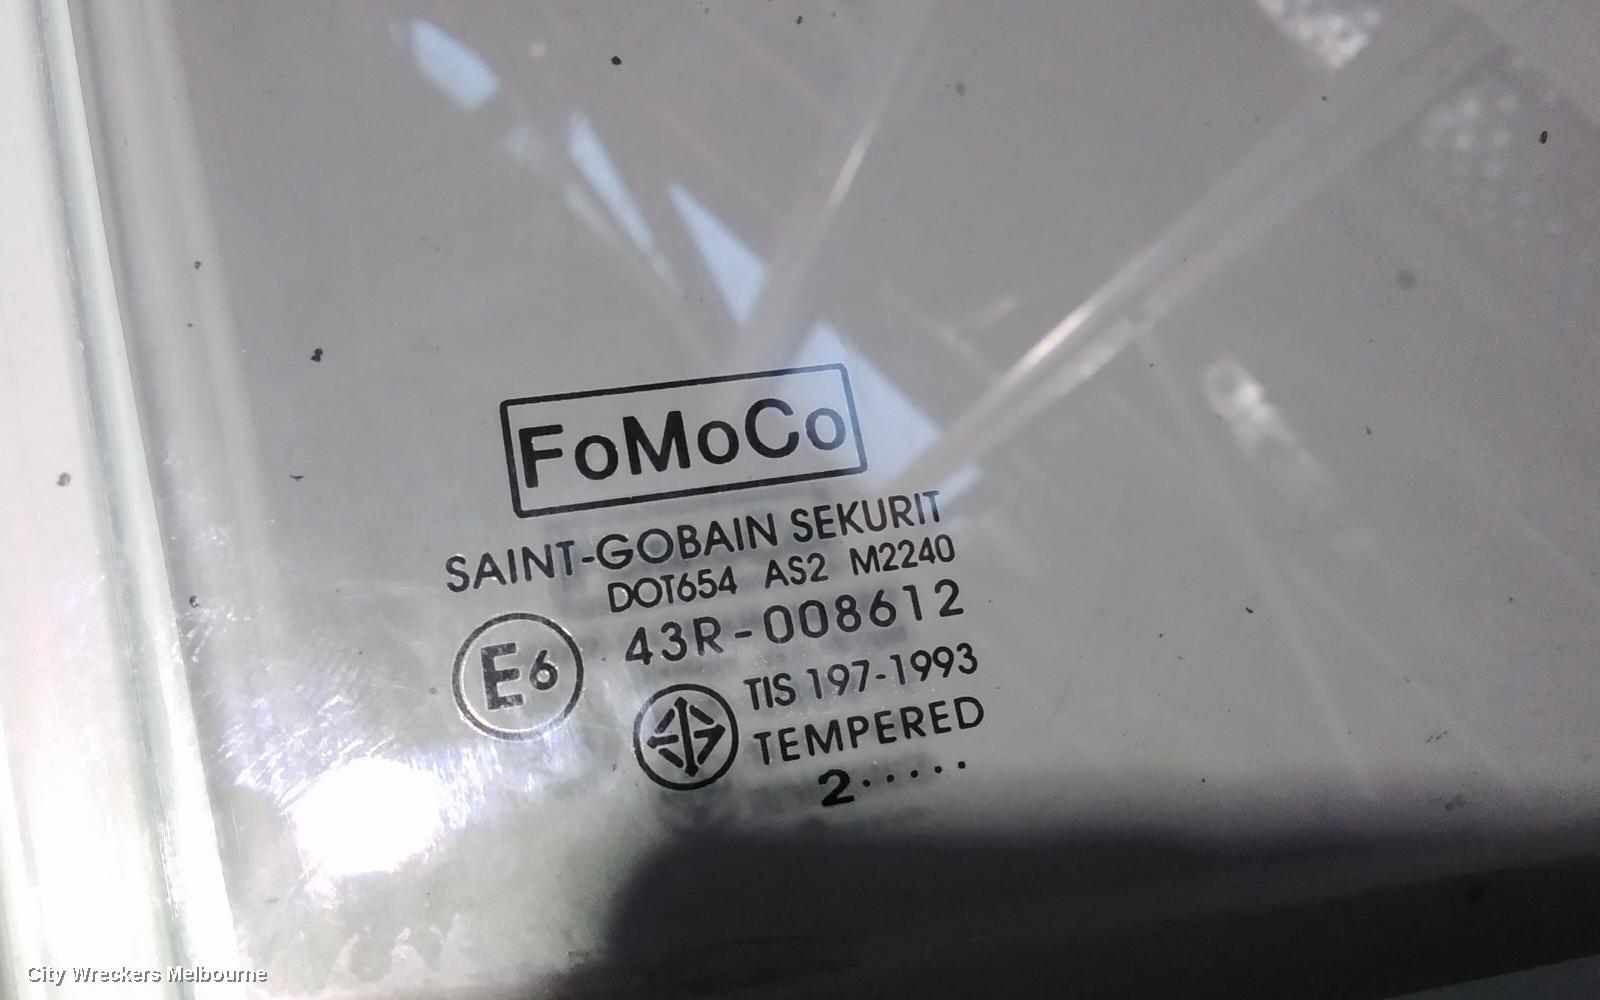 FoMoCo
SAINT-GOBAIN SEKURIT
DOT654 AS2 M2240
E6 43R-008612
TIS 197-1993
TEMPERED
2·····
City Wreckers Melbourne